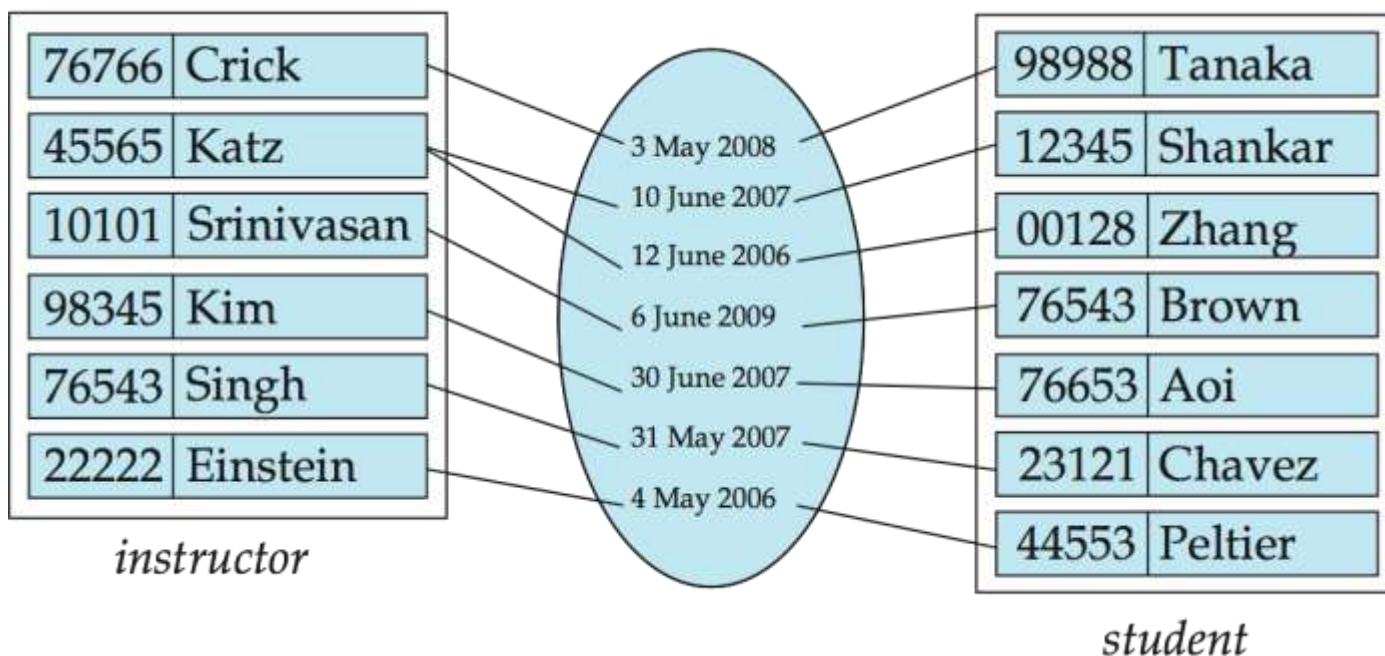 76766 Crick
45565 Katz
10101 Srinivasan
98345 Kim
76543 Singh
22222 Einstein
instructor
3 May 2008
10 June 2007
12 June 2006
6 June 2009
30 June 2007
31 May 2007
4 May 2006
98988 Tanaka
12345 Shankar
00128 Zhang
76543 Brown
76653 Aoi
23121 Chavez
44553 Peltier
student